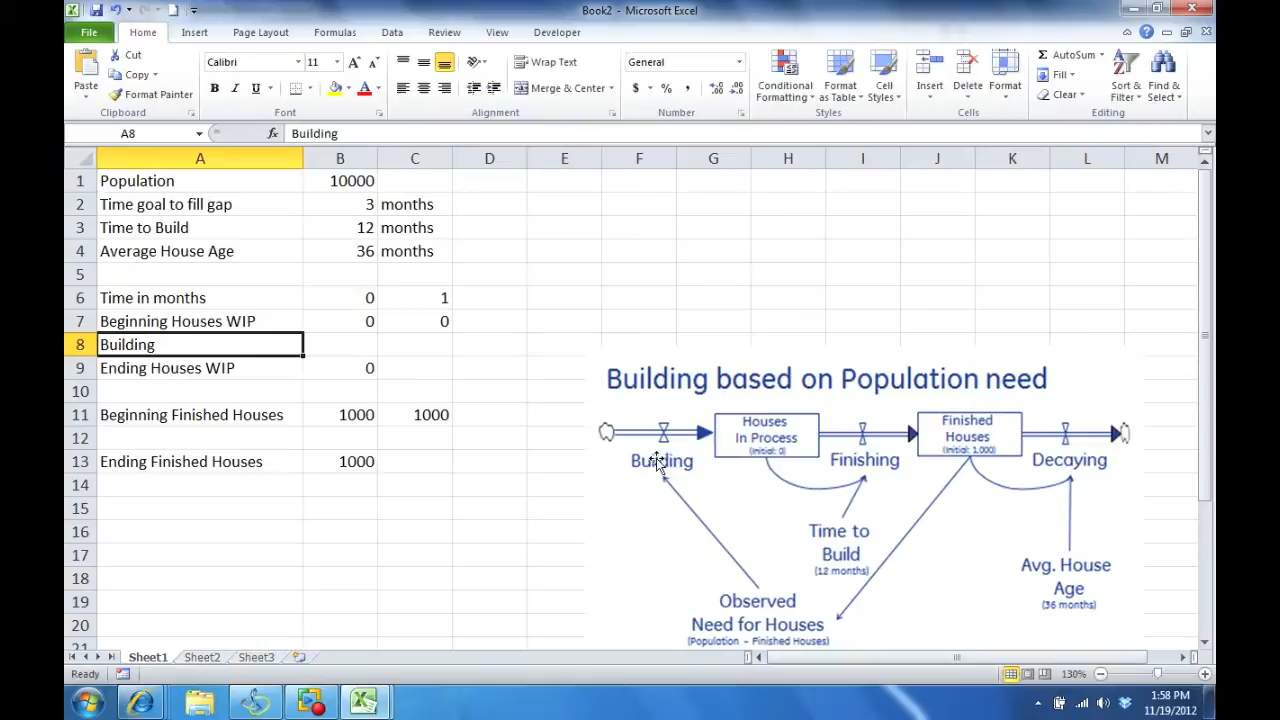 Book2 - Microsoft Excel
File Home Insert Page Layout Formulas Data Review View Developer
Paste
Cut
Copy
Format Painter
Clipboard
Calibri 11
B I U
Font
Wrap Text
Merge & Center
Alignment
General
$ % ,
Number
Conditional Formatting
Format as Table
Cell Styles
Styles
Insert Delete Format
Cells
Σ AutoSum
Fill
Clear
Sort & Filter
Find & Select
Editing
A8 fx Building
A B C D E F G H I J K L M
1 Population 10000
2 Time goal to fill gap 3 months
3 Time to Build 12 months
4 Average House Age 36 months
5
6 Time in months 0 1
7 Beginning Houses WIP 0 0
8 Building
9 Ending Houses WIP 0
10
11 Beginning Finished Houses 1000 1000
12
13 Ending Finished Houses 1000
14
15
16
17
18
19
20
21
Building based on Population need
Houses
In Process
(Initial: 0)
Finished
Houses
(Initial: 1,000)
Building
Finishing
Decaying
Time to
Build
(12 months)
Avg. House
Age
(36 months)
Observed
Need for Houses
(Population - Finished Houses)
Sheet1 Sheet2 Sheet3
Ready
130%
1:58 PM
11/19/2012